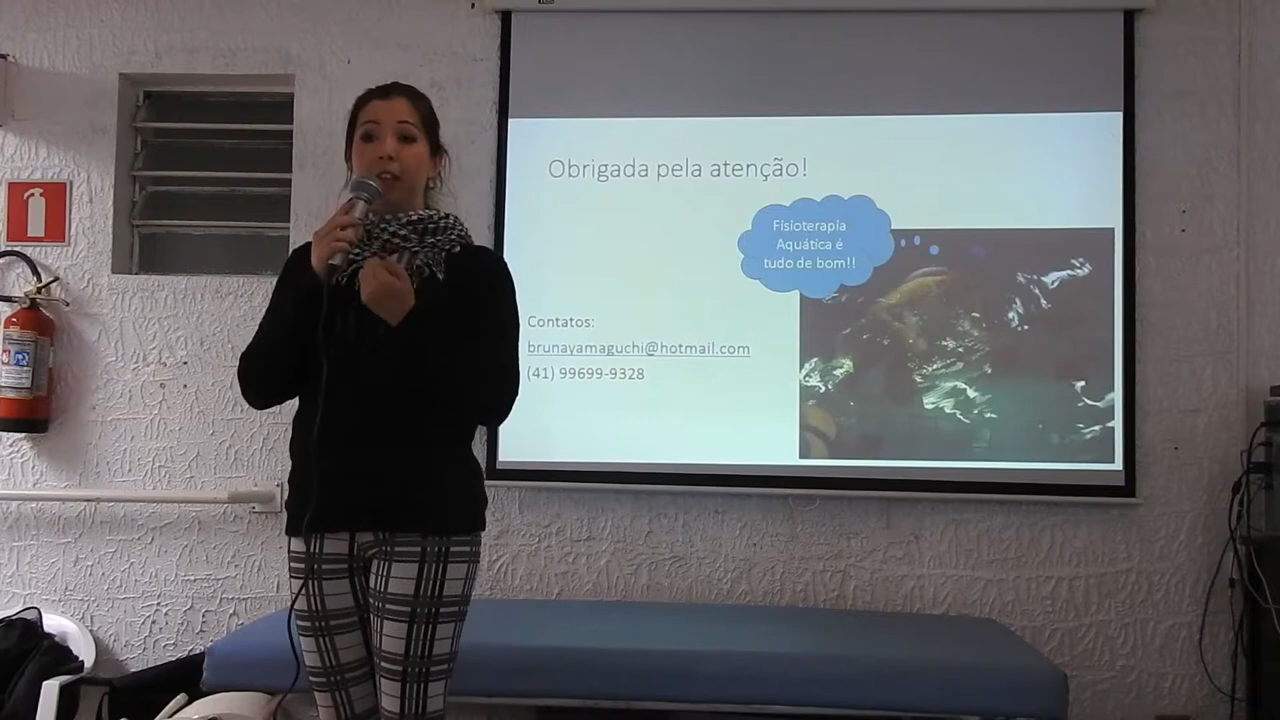 Obrigada pela atenção!
Fisioterapia
Aquática é
tudo de bom!!
Contatos:
brunayamaguchi@hotmail.com
(41) 99699-9328